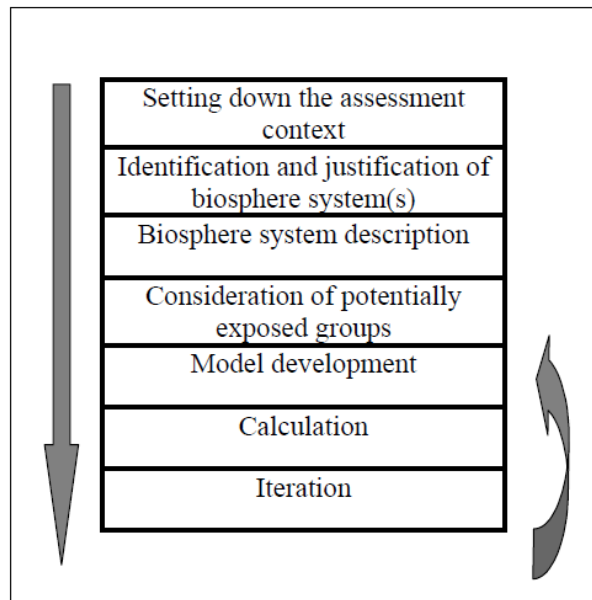 Setting down the assessment
context
Identification and justification of
biosphere system(s)
Biosphere system description
Consideration of potentially
exposed groups
Model development
Calculation
Iteration